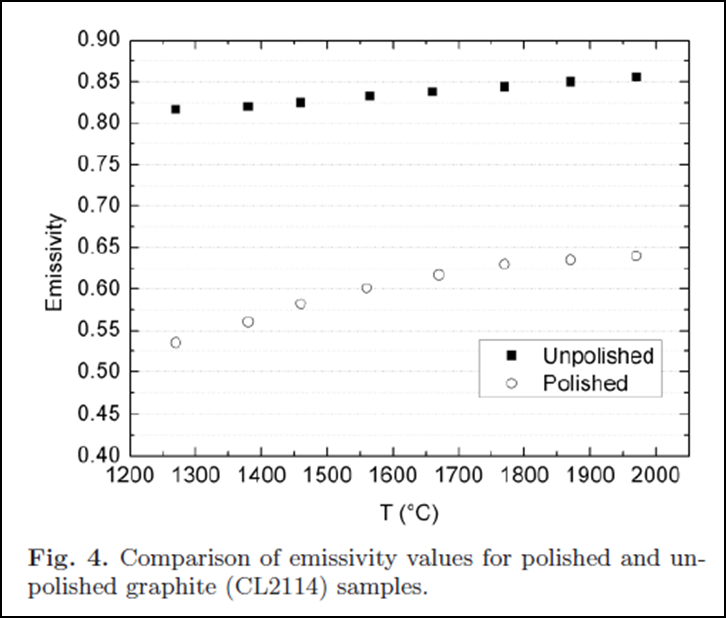 0.90
0.85
0.80
0.75
0.70
0.65
0.60
0.55
0.50
0.45
0.40
Emissivity
Unpolished
Polished
1200 1300 1400 1500 1600 1700 1800 1900 2000
T (°C)
Fig. 4. Comparison of emissivity values for polished and un-
polished graphite (CL2114) samples.